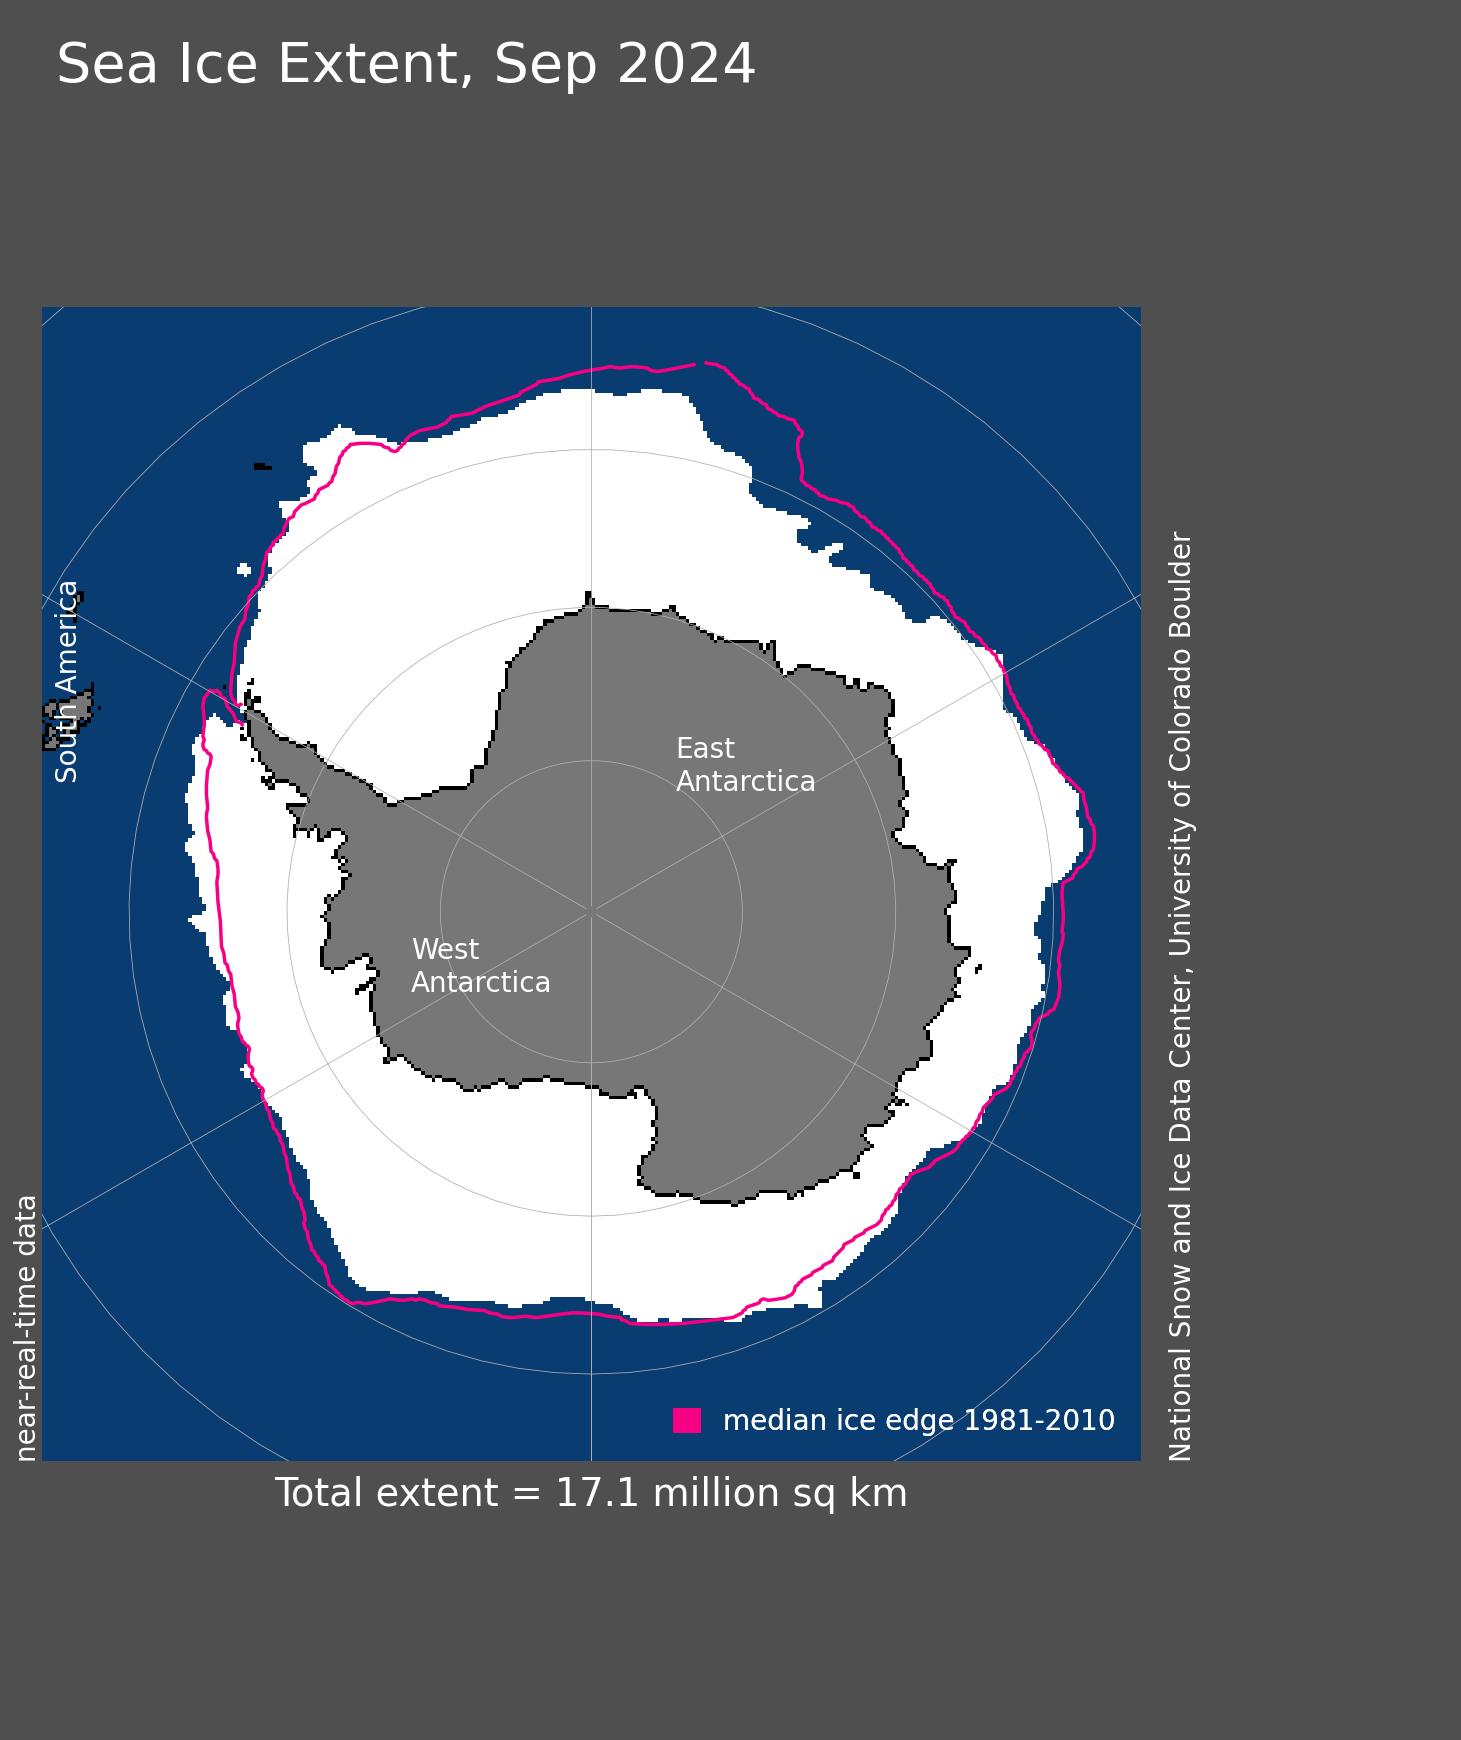 Sea Ice Extent, Sep 2024
South America
East
Antarctica
West
Antarctica
near-real-time data
National Snow and Ice Data Center, University of Colorado Boulder
median ice edge 1981-2010
Total extent = 17.1 million sq km